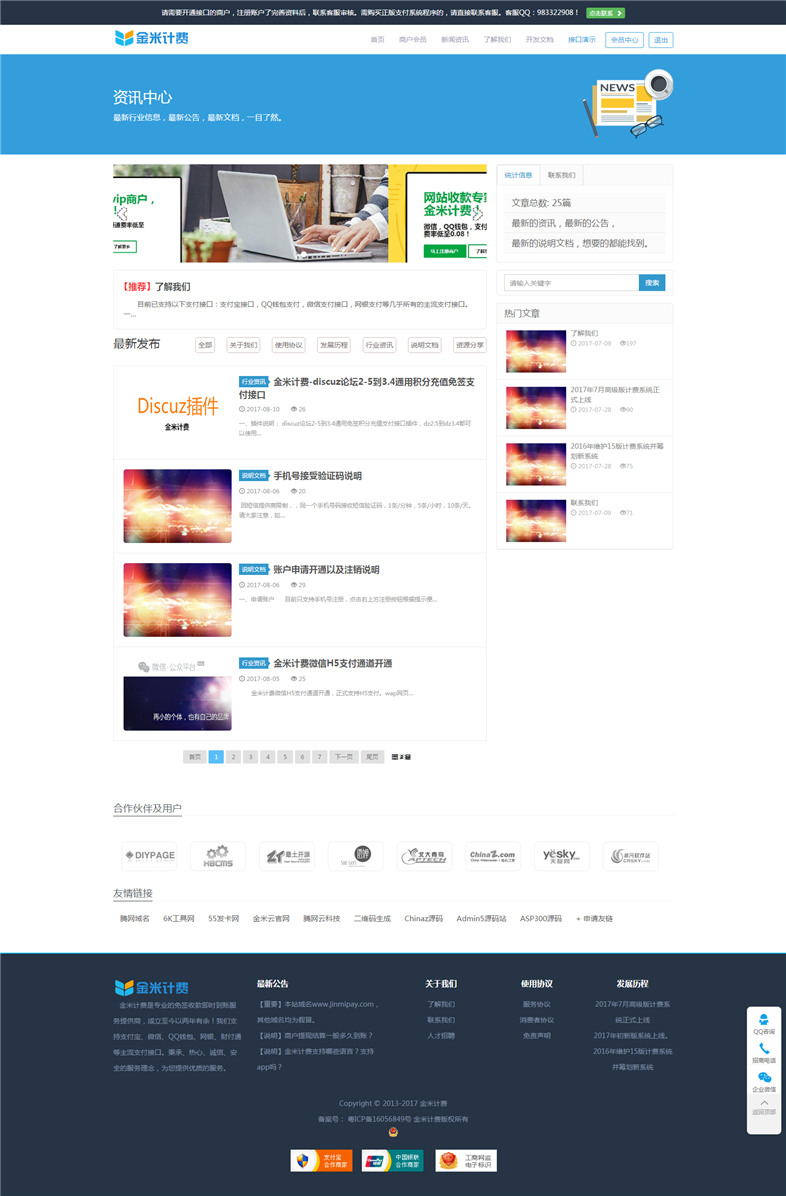 请需要开通接口的商户，注册账户了完善资料后，联系客服审核。需购买正版支付系统程序的，请直接联系客服。客服QQ：983322908！ 点击联系
金米计费
首页 商户会员 新闻资讯 了解我们 开发文档 接口演示 会员中心 退出
资讯中心
最新行业信息，最新公告，最新文档，一目了然。
NEWS
vip商户，
费率低至
了解更多
网站收款专
金米计费
微信，QQ钱包，支付
费率低至0.08！
马上注册商户
统计信息 联系我们
文章总数: 25篇
最新的资讯，最新的公告，
最新的说明文档，想要的都能找到。
【推荐】了解我们
目前已支持以下支付接口：支付宝接口，QQ钱包支付，微信支付接口，网银支付等几乎所有的主流支付接口。
一...
请输入关键字 搜索
最新发布 全部 关于我们 使用协议 发展历程 行业资讯 说明文档 资源分享
Discuz插件
金米计费
行业资讯 金米计费-discuz论坛2-5到3.4通用积分充值免签支
付接口
2017-08-10 26
一、插件说明： discuz论坛2-5到3.4通用免签积分充值支付接口插件，dz2.5到dz3.4都可
以使用...
说明文档 手机号接受验证码说明
2017-08-06 20
因短信提供商限制，，同一个手机号码接收短信验证码，1条/分钟，5条/小时，10条/天。
请大家注意，如...
说明文档 账户申请开通以及注销说明
2017-08-06 29
一、申请账户 目前只支持手机号注册，点击右上方注册按钮根据提示便...
微信·公众平台
再小的个体，也有自己的品牌
行业资讯 金米计费微信H5支付通道开通
2017-08-05 25
金米计费微信H5支付通道开通，正式支持H5支付。wap网页...
首页 1 2 3 4 5 6 7 下一页 尾页
热门文章
了解我们
2017-07-09 197
2017年7月高级版计费系统正
式上线
2017-07-28 90
2016年维护15版计费系统并筹
划新系统
2017-07-28 75
联系我们
2017-07-09 71
合作伙伴及用户
DIYPAGE HBCMS 最土开源 北大青鸟 APTECH ChinaZ.com yesky 天极网 非凡软件站 CRSKY.com
友情链接
腾网域名 6K工具网 55发卡网 金米云官网 腾网云科技 二维码生成 Chinaz源码 Admin5源码站 ASP300源码 + 申请友链
金米计费
金米计费是专业的免签收款即时到账服
务提供商，成立至今以两年有余！我们支
持支付宝、微信、QQ钱包、网银、财付通
等主流支付接口。秉承、热心、诚信、安
全的服务理念，为您提供优质的服务。
最新公告
【重要】本站域名www.jinmipay.com，
其他域名均为假冒。
【说明】商户提现结算一般多久到账？
【说明】金米计费支持哪些语言？支持
app吗？
关于我们
了解我们
联系我们
人才招聘
使用协议
服务协议
消费者协议
免责声明
发展历程
2017年7月高级版计费系
统正式上线
2017年，初新版系统上线。
2016年维护15版计费系统
并筹划新系统
QQ咨询
招商电话
企业微信
返回顶部
Copyright © 2013-2017 金米计费
备案号： 粤ICP备16056849号 金米计费版权所有
支付宝
合作商家
中国银联
合作商家
工商网监
电子标识